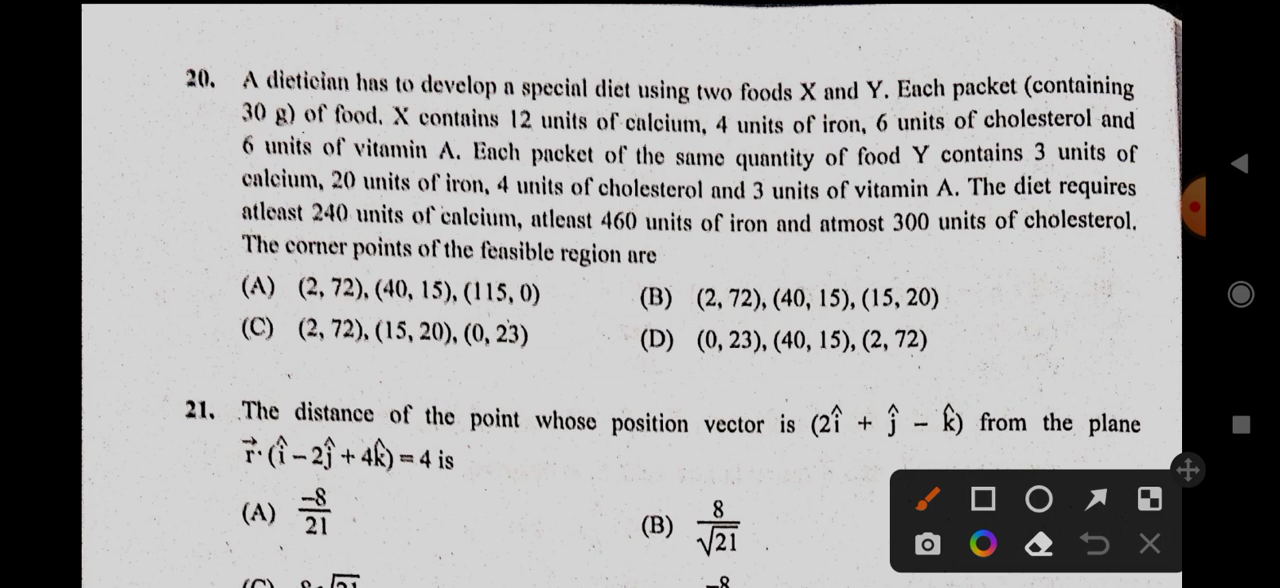 20. A dietician has to develop a special diet using two foods X and Y. Each packet (containing
30 g) of food. X contains 12 units of calcium, 4 units of iron, 6 units of cholesterol and
6 units of vitamin A. Each packet of the same quantity of food Y contains 3 units of
calcium, 20 units of iron, 4 units of cholesterol and 3 units of vitamin A. The diet requires
atleast 240 units of calcium, atleast 460 units of iron and atmost 300 units of cholesterol.
The corner points of the feasible region are
(A) (2, 72), (40, 15), (115, 0) (B) (2, 72), (40, 15), (15, 20)
(C) (2, 72), (15, 20), (0, 23) (D) (0, 23), (40, 15), (2, 72)
21. The distance of the point whose position vector is (2î + ĵ − k̂) from the plane
r⃗·(î − 2ĵ + 4k̂) = 4 is
(A) −8/21 (B) 8/√21